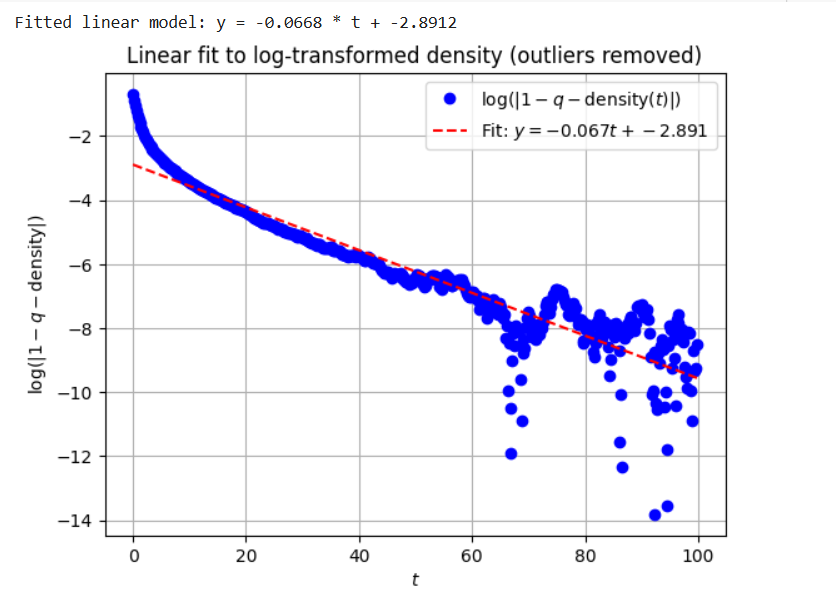 Fitted linear model: y = -0.0668 * t + -2.8912
Linear fit to log-transformed density (outliers removed)
log(|1 − q − density(t)|)
Fit: y = −0.067t + −2.891
log(|1 − q − density|)
−2
−4
−6
−8
−10
−12
−14
0 20 40 60 80 100
t